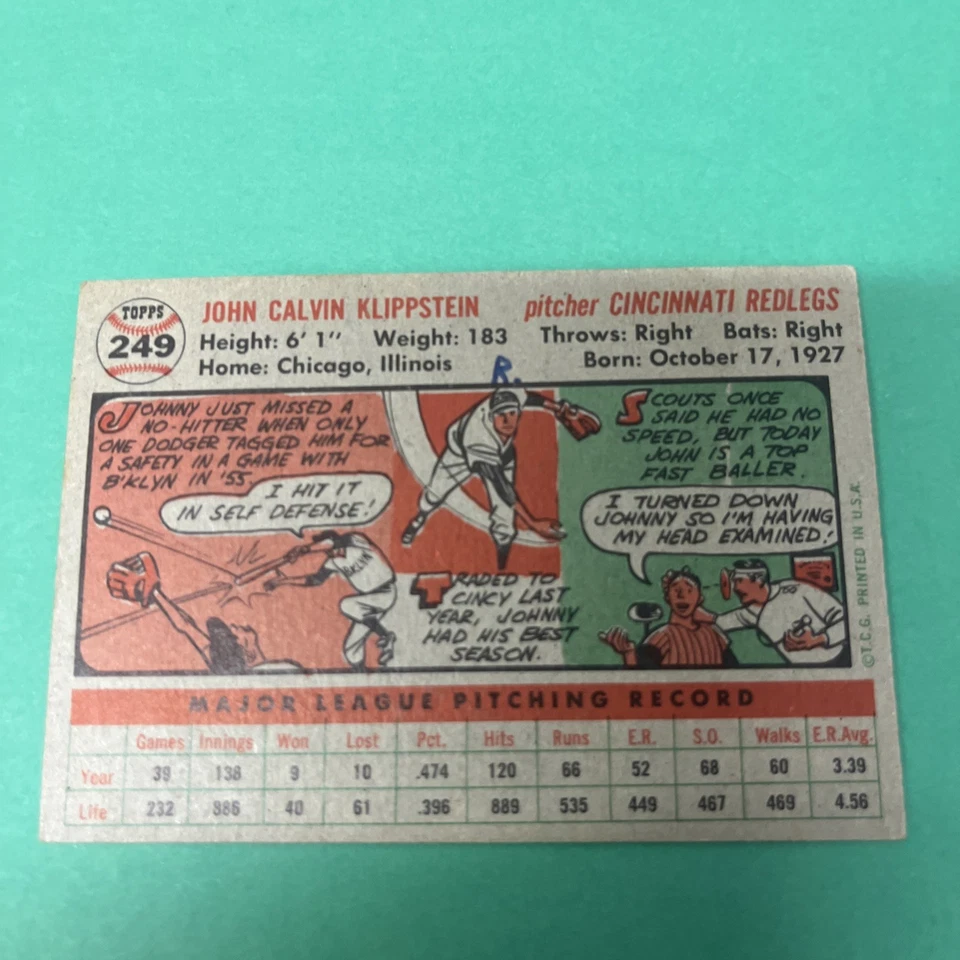 TOPPS
249
JOHN CALVIN KLIPPSTEIN pitcher CINCINNATI REDLEGS
Height: 6' 1" Weight: 183 Throws: Right Bats: Right
Home: Chicago, Illinois Born: October 17, 1927
R.
JOHNNY JUST MISSED A
NO-HITTER WHEN ONLY
ONE DODGER TAGGED HIM FOR
A SAFETY IN A GAME WITH
B'KLYN IN '55.
I HIT IT
IN SELF DEFENSE!
BKLYN
TRADED TO
CINCY LAST
YEAR, JOHNNY
HAD HIS BEST
SEASON.
SCOUTS ONCE
SAID HE HAD NO
SPEED, BUT TODAY
JOHN IS A TOP
FAST BALLER.
I TURNED DOWN
JOHNNY SO I'M HAVING
MY HEAD EXAMINED!
©T.C.G. PRINTED IN U.S.A.
MAJOR LEAGUE PITCHING RECORD
Games Innings Won Lost Pct. Hits Runs E.R. S.O. Walks E.R.Avg.
Year 39 138 9 10 .474 120 66 52 68 60 3.39
Life 232 886 40 61 .396 889 535 449 467 469 4.56